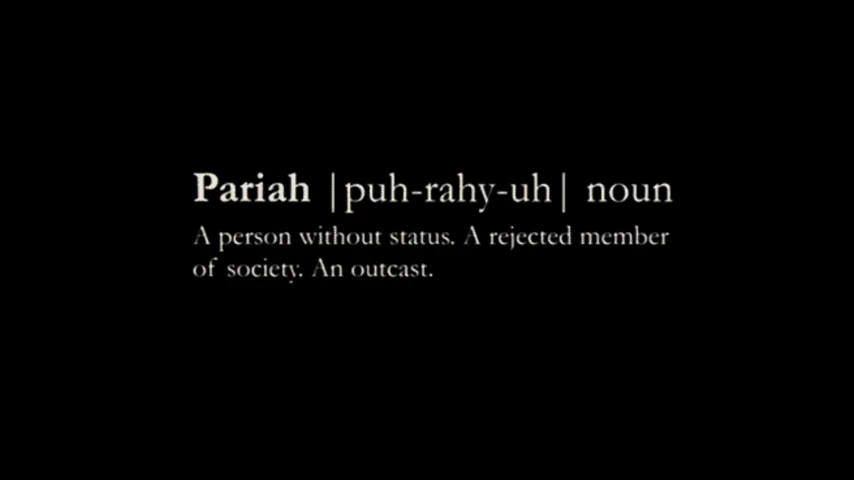 Pariah |puh-rahy-uh| noun
A person without status. A rejected member
of society. An outcast.